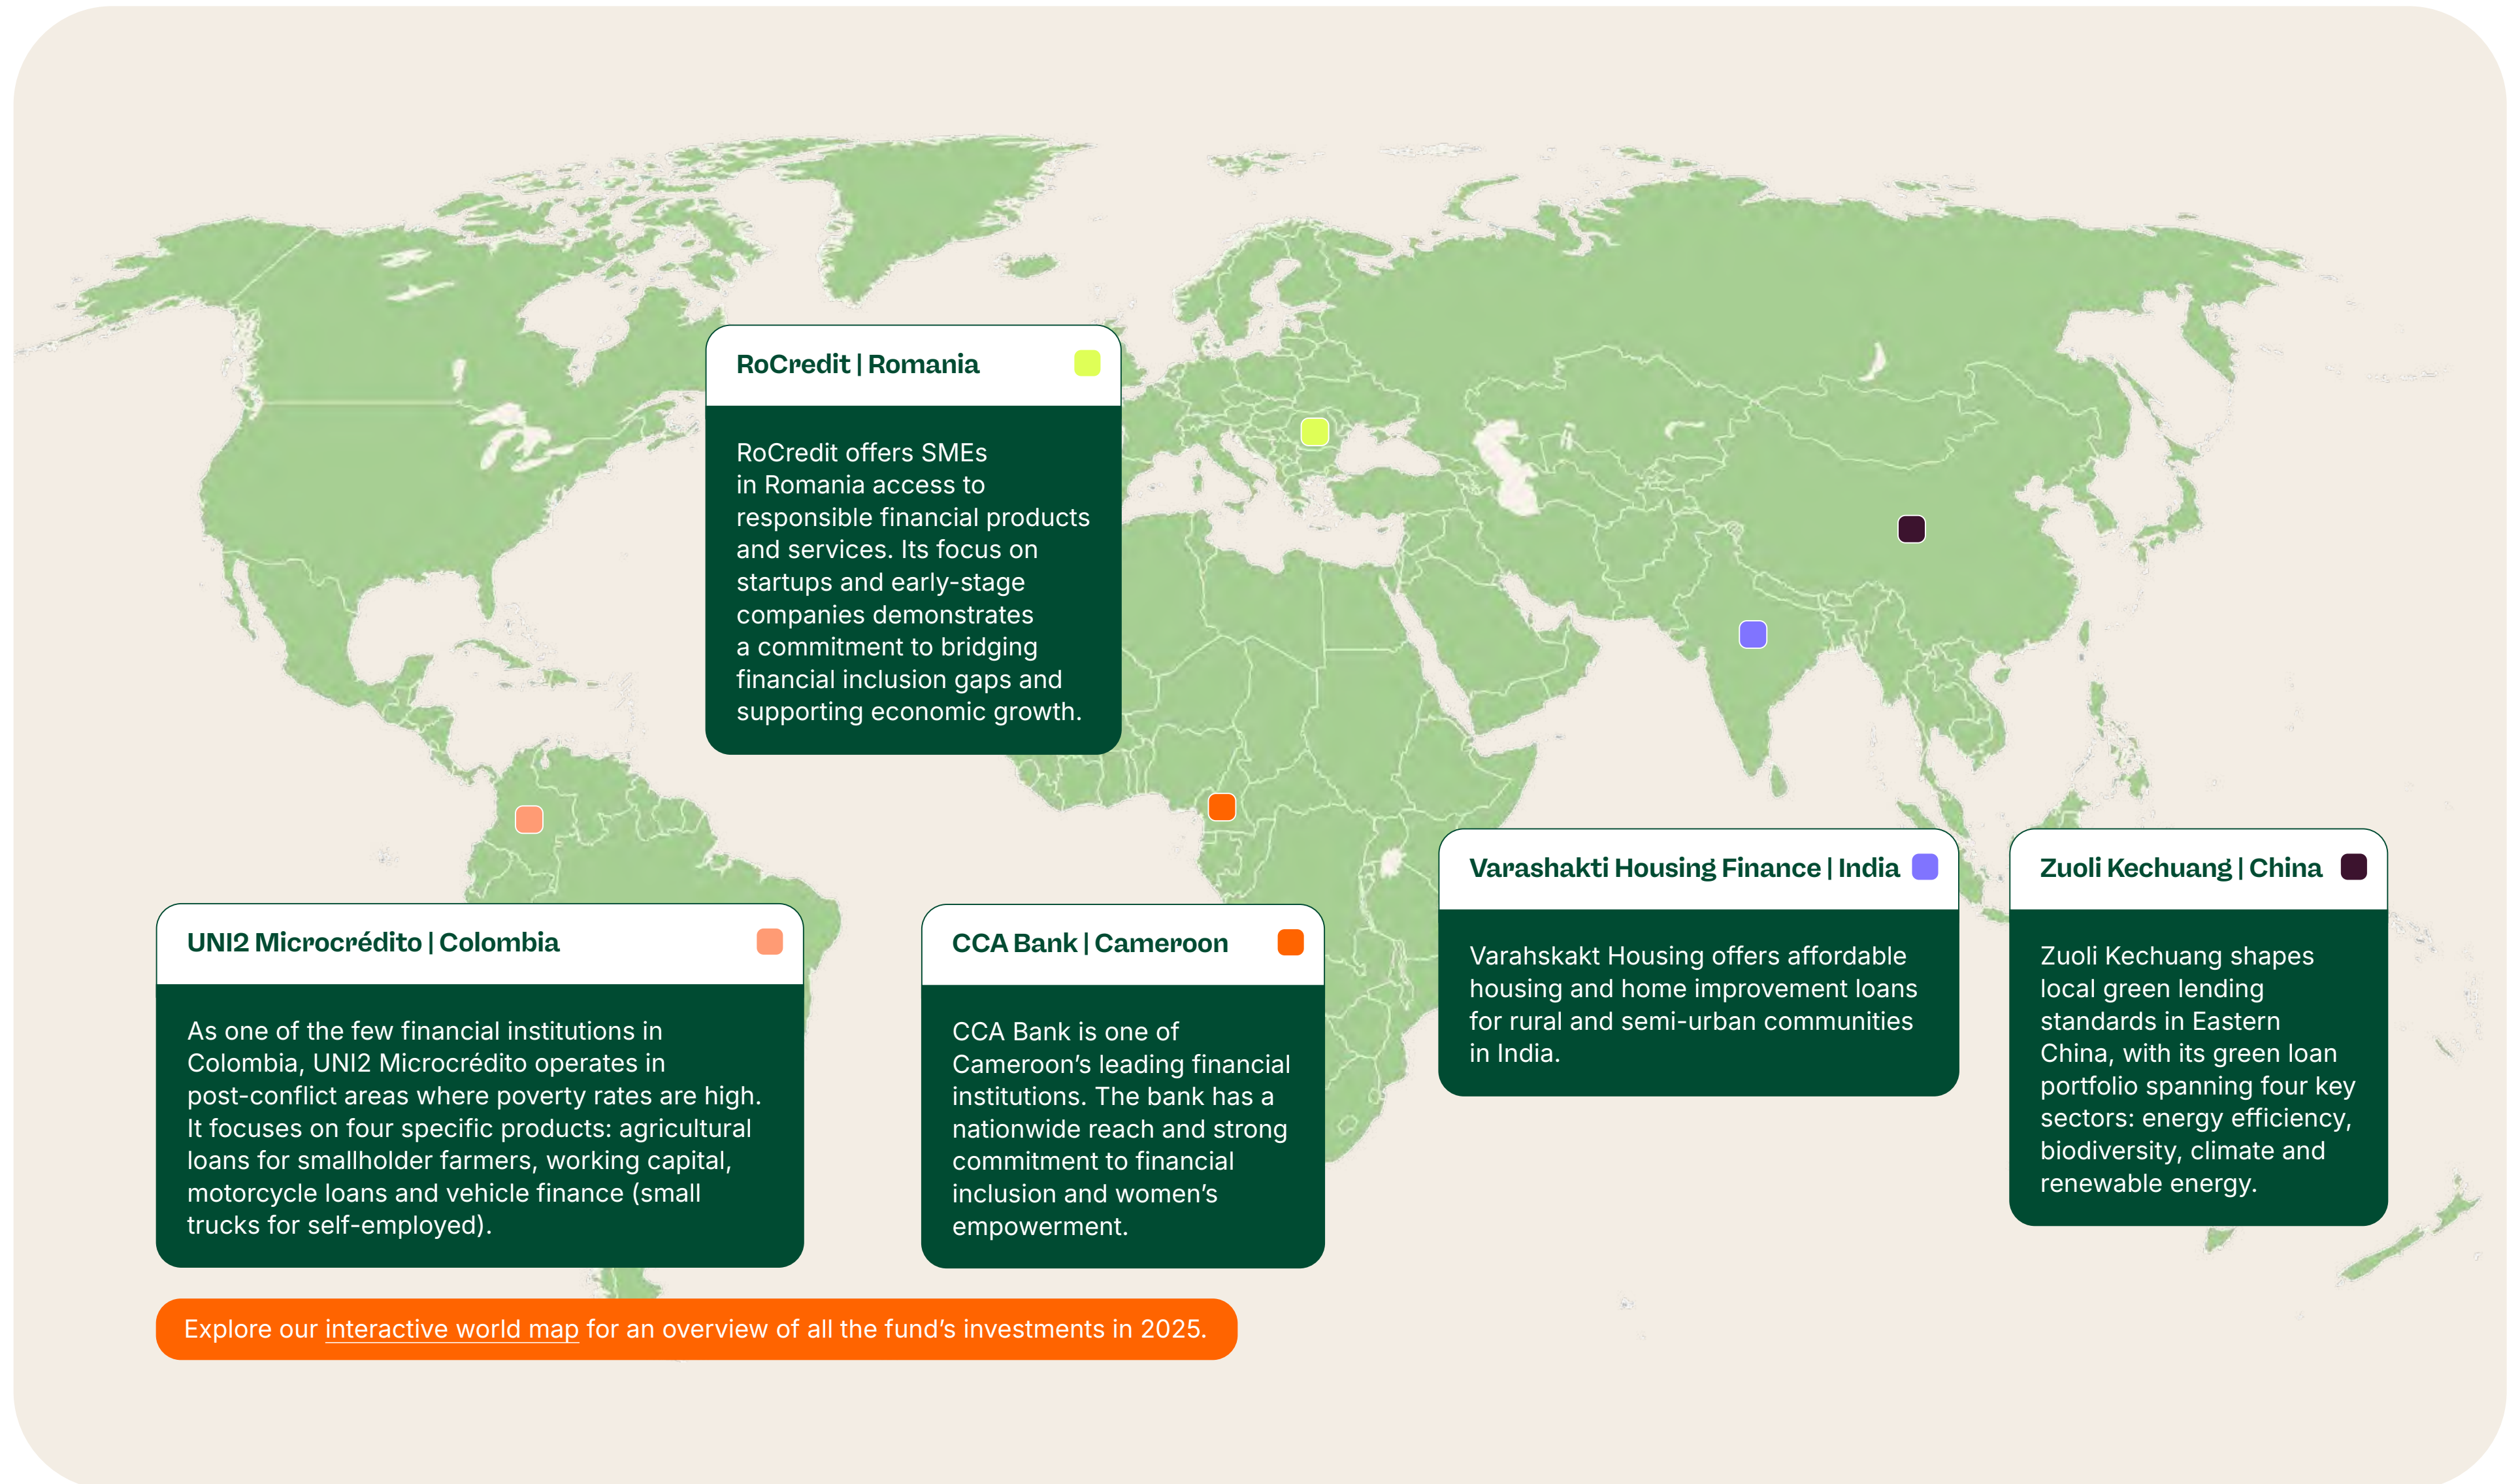 RoCredit | Romania
RoCredit offers SMEs
in Romania access to
responsible financial products
and services. Its focus on
startups and early-stage
companies demonstrates
a commitment to bridging
financial inclusion gaps and
supporting economic growth.
UNI2 Microcrédito | Colombia
As one of the few financial institutions in
Colombia, UNI2 Microcrédito operates in
post-conflict areas where poverty rates are high.
It focuses on four specific products: agricultural
loans for smallholder farmers, working capital,
motorcycle loans and vehicle finance (small
trucks for self-employed).
CCA Bank | Cameroon
CCA Bank is one of
Cameroon’s leading financial
institutions. The bank has a
nationwide reach and strong
commitment to financial
inclusion and women’s
empowerment.
Varashakti Housing Finance | India
Varahskakt Housing offers affordable
housing and home improvement loans
for rural and semi-urban communities
in India.
Zuoli Kechuang | China
Zuoli Kechuang shapes
local green lending
standards in Eastern
China, with its green loan
portfolio spanning four key
sectors: energy efficiency,
biodiversity, climate and
renewable energy.
Explore our interactive world map for an overview of all the fund’s investments in 2025.